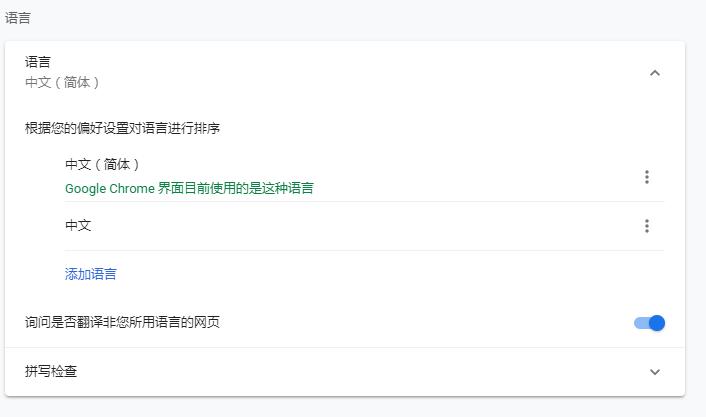 语言
语言
中文（简体）
根据您的偏好设置对语言进行排序
中文（简体）
Google Chrome 界面目前使用的是这种语言
中文
添加语言
询问是否翻译非您所用语言的网页
拼写检查